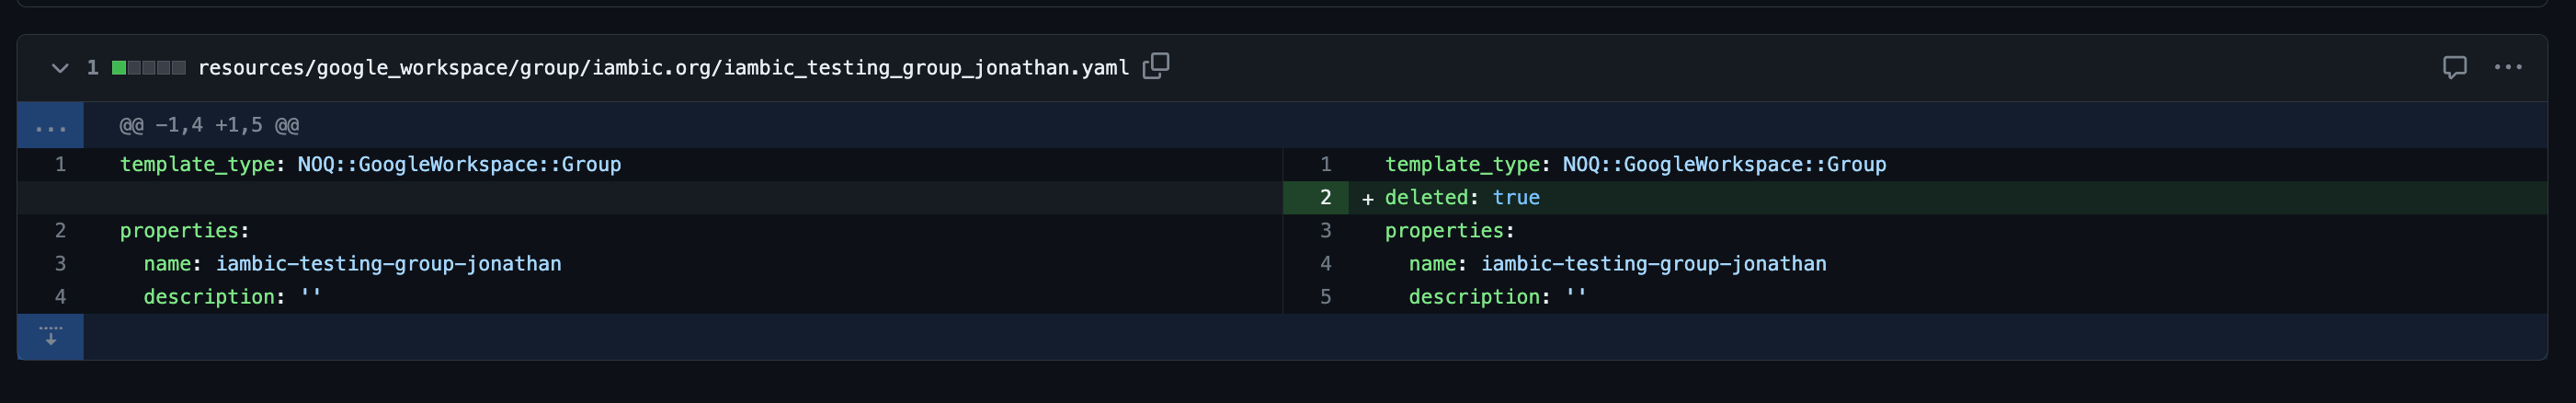 1 resources/google_workspace/group/iambic.org/iambic_testing_group_jonathan.yaml
... @@ -1,4 +1,5 @@
1 template_type: NOQ::GoogleWorkspace::Group
2 properties:
3 name: iambic-testing-group-jonathan
4 description: ''
1 template_type: NOQ::GoogleWorkspace::Group
2 + deleted: true
3 properties:
4 name: iambic-testing-group-jonathan
5 description: ''